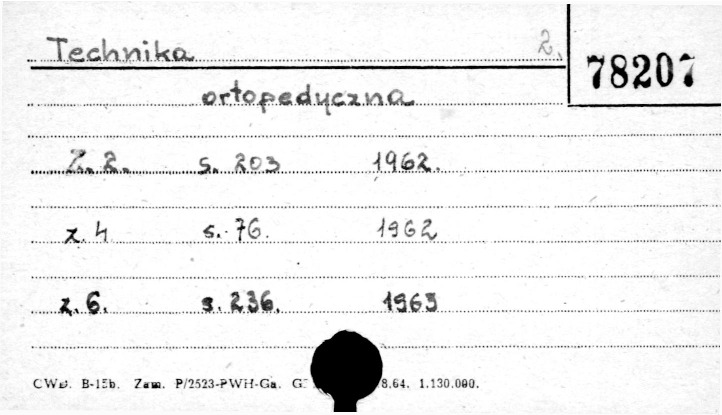 Technika 2.
78207
ortopedyczna
Z. 2. s. 203 1962.
z. 4 s. 76. 1962
z. 6. s. 236. 1963
B-15b. Zam. P/2523-PWH-Ga. 8.64. 1.130.000.